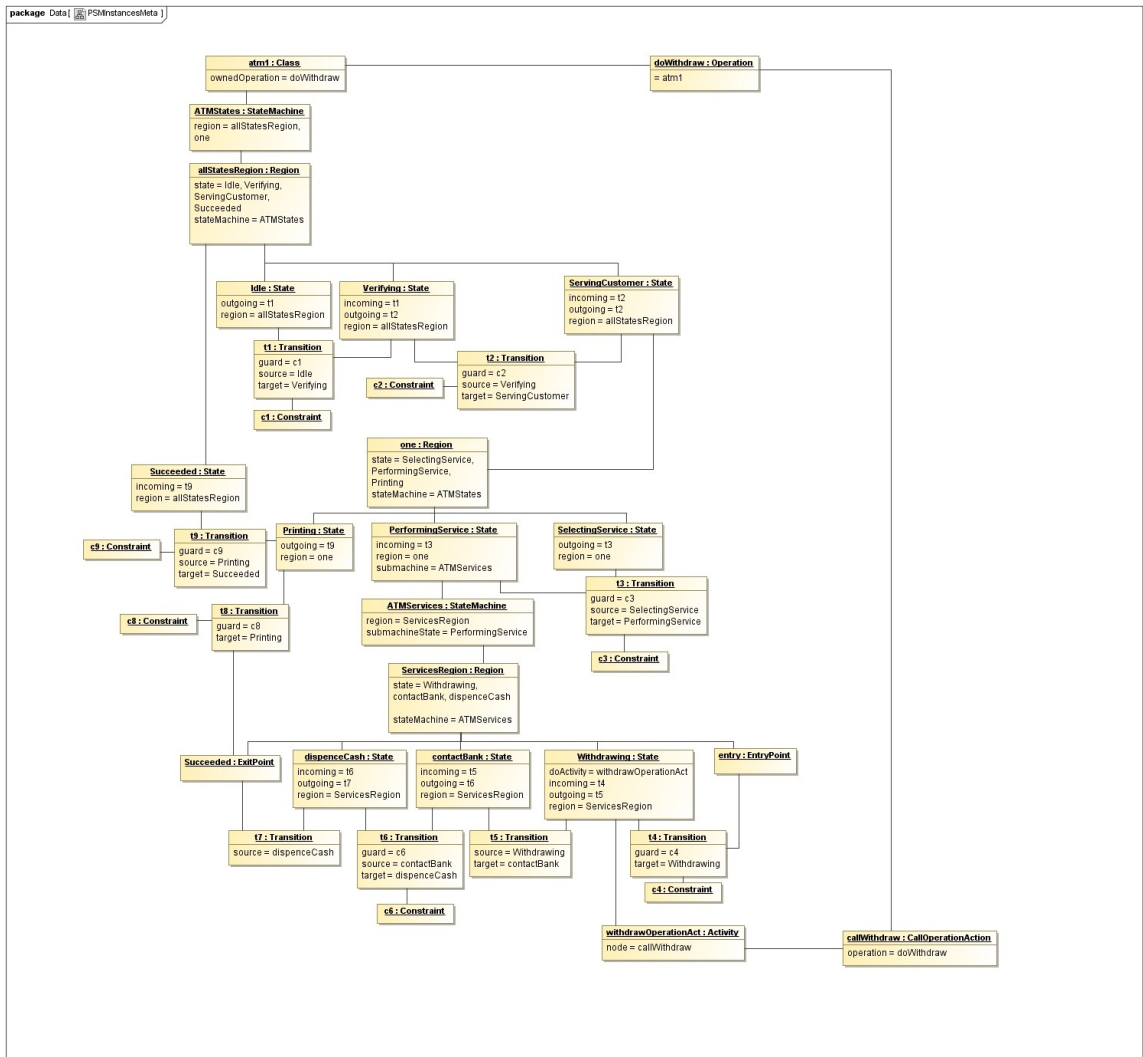 package Data[ PSMInstancesMeta ]
atm1 : Class
ownedOperation = doWithdraw
doWithdraw : Operation
= atm1
ATMStates : StateMachine
region = allStatesRegion,
one
allStatesRegion : Region
state = Idle, Verifying,
ServingCustomer,
Succeeded
stateMachine = ATMStates
Idle : State
outgoing = t1
region = allStatesRegion
Verifying : State
incoming = t1
outgoing = t2
region = allStatesRegion
ServingCustomer : State
incoming = t2
outgoing = t2
region = allStatesRegion
t1 : Transition
guard = c1
source = Idle
target = Verifying
t2 : Transition
guard = c2
source = Verifying
target = ServingCustomer
c2 : Constraint
c1 : Constraint
one : Region
state = SelectingService,
PerformingService,
Printing
stateMachine = ATMStates
Succeeded : State
incoming = t9
region = allStatesRegion
c9 : Constraint
t9 : Transition
guard = c9
source = Printing
target = Succeeded
Printing : State
outgoing = t9
region = one
PerformingService : State
incoming = t3
region = one
submachine = ATMServices
SelectingService : State
outgoing = t3
region = one
t3 : Transition
guard = c3
source = SelectingService
target = PerformingService
c8 : Constraint
t8 : Transition
guard = c8
target = Printing
ATMServices : StateMachine
region = ServicesRegion
submachineState = PerformingService
c3 : Constraint
ServicesRegion : Region
state = Withdrawing,
contactBank, dispenceCash
stateMachine = ATMServices
Succeeded : ExitPoint
dispenceCash : State
incoming = t6
outgoing = t7
region = ServicesRegion
contactBank : State
incoming = t5
outgoing = t6
region = ServicesRegion
Withdrawing : State
doActivity = withdrawOperationAct
incoming = t4
outgoing = t5
region = ServicesRegion
entry : EntryPoint
t7 : Transition
source = dispenceCash
t6 : Transition
guard = c6
source = contactBank
target = dispenceCash
t5 : Transition
source = Withdrawing
target = contactBank
t4 : Transition
guard = c4
target = Withdrawing
c4 : Constraint
c6 : Constraint
withdrawOperationAct : Activity
node = callWithdraw
callWithdraw : CallOperationAction
operation = doWithdraw